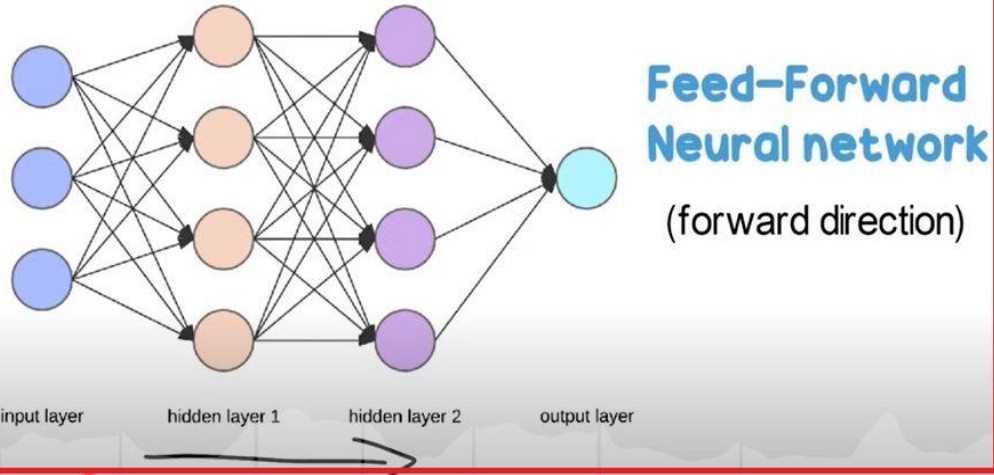 Feed-Forward
Neural network
(forward direction)
input layer
hidden layer 1
hidden layer 2
output layer